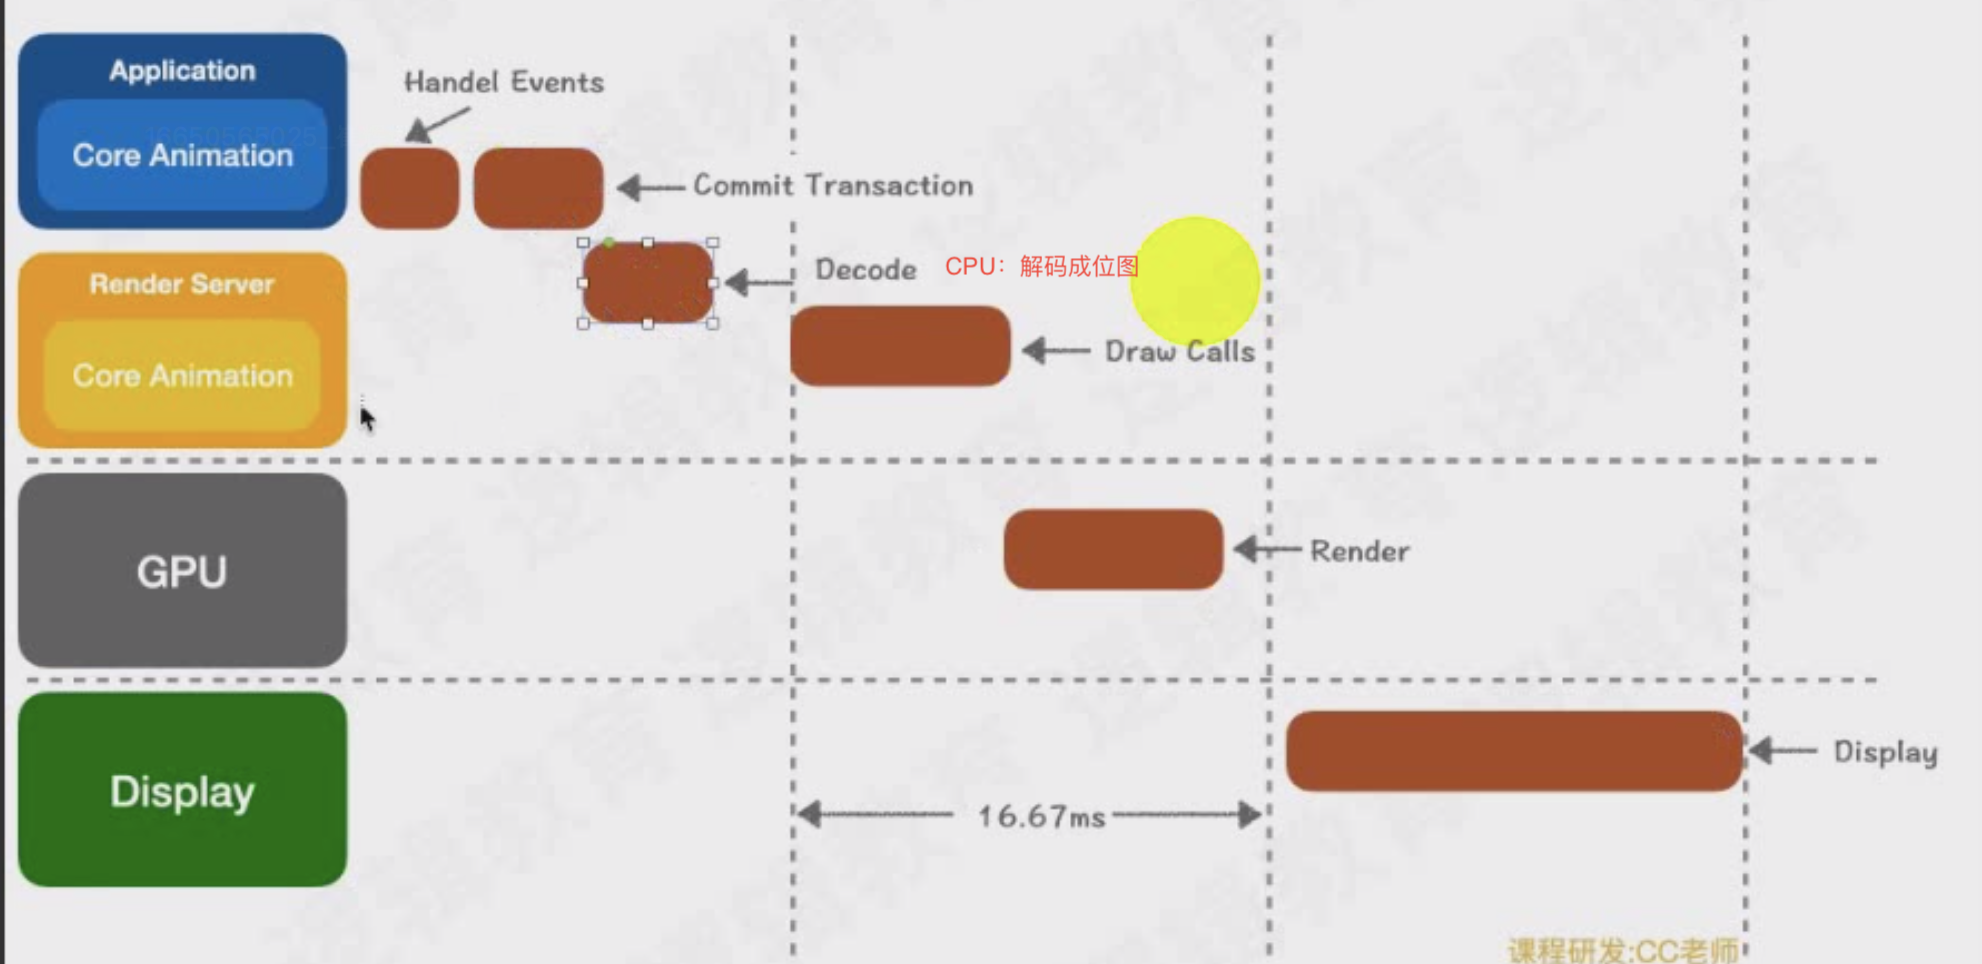 Application
Handel Events
Core Animation
Commit Transaction
Render Server
Decode
CPU：解码成位图
Draw Calls
Core Animation
GPU
Render
Display
Display
16.67ms
课程研发:CC老师